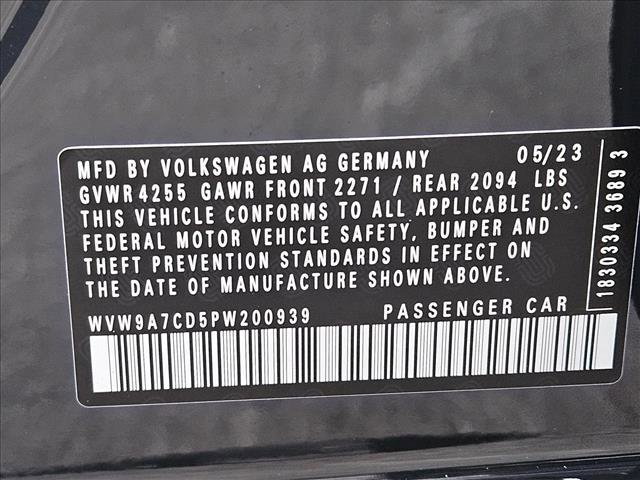 MFD BY VOLKSWAGEN AG GERMANY 05/23
GVWR 4255 GAWR FRONT 2271 / REAR 2094 LBS
THIS VEHICLE CONFORMS TO ALL APPLICABLE U.S.
FEDERAL MOTOR VEHICLE SAFETY, BUMPER AND
THEFT PREVENTION STANDARDS IN EFFECT ON
THE DATE OF MANUFACTURE SHOWN ABOVE.
WVW9A7CD5PW200939 PASSENGER CAR
1830334 3689 3